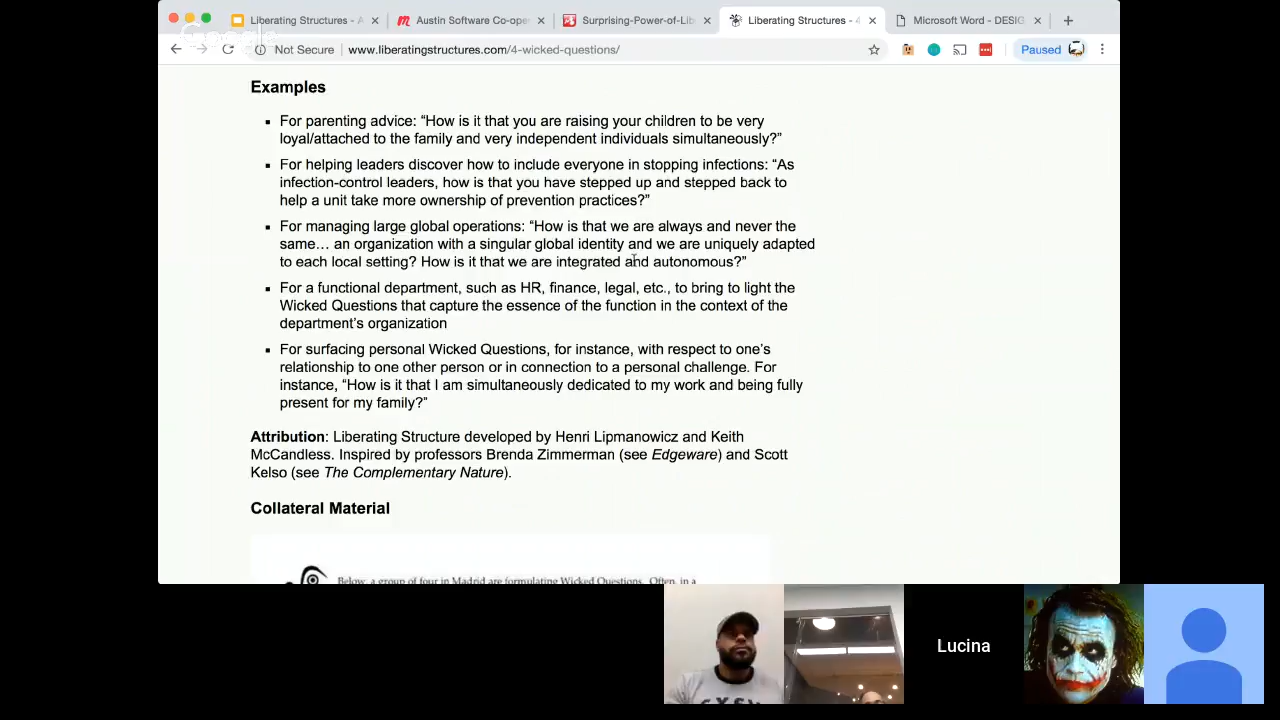 Liberating Structures - A
Austin Software Co-oper
Surprising-Power-of-Lib
Liberating Structures - 4
Microsoft Word - DESIG
Google
Not Secure
www.liberatingstructures.com/4-wicked-questions/
Paused
Examples
For parenting advice: “How is it that you are raising your children to be very
loyal/attached to the family and very independent individuals simultaneously?”
For helping leaders discover how to include everyone in stopping infections: “As
infection-control leaders, how is that you have stepped up and stepped back to
help a unit take more ownership of prevention practices?”
For managing large global operations: “How is that we are always and never the
same… an organization with a singular global identity and we are uniquely adapted
to each local setting? How is it that we are integrated and autonomous?”
For a functional department, such as HR, finance, legal, etc., to bring to light the
Wicked Questions that capture the essence of the function in the context of the
department’s organization
For surfacing personal Wicked Questions, for instance, with respect to one’s
relationship to one other person or in connection to a personal challenge. For
instance, “How is it that I am simultaneously dedicated to my work and being fully
present for my family?”
Attribution: Liberating Structure developed by Henri Lipmanowicz and Keith
McCandless. Inspired by professors Brenda Zimmerman (see Edgeware) and Scott
Kelso (see The Complementary Nature).
Collateral Material
Below, a group of four in Madrid are formulating Wicked Questions. Often, in a
Lucina